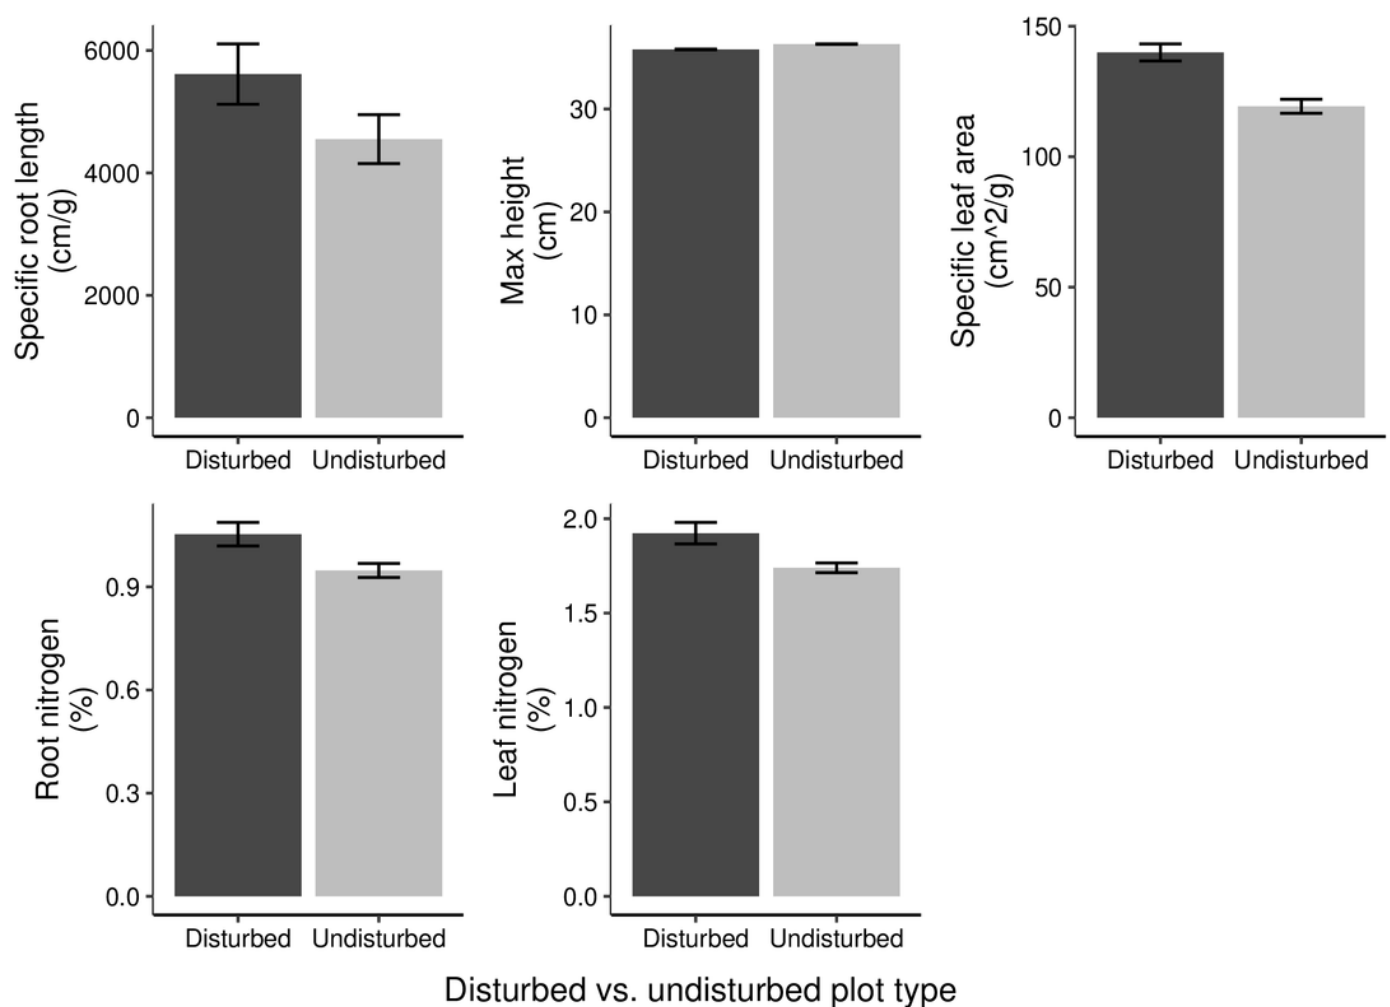 Specific root length
(cm/g)
6000
4000
2000
0
Disturbed Undisturbed
Max height
(cm)
30
20
10
0
Disturbed Undisturbed
Specific leaf area
(cm^2/g)
150
100
50
0
Disturbed Undisturbed
Root nitrogen
(%)
0.9
0.6
0.3
0.0
Disturbed Undisturbed
Leaf nitrogen
(%)
2.0
1.5
1.0
0.5
0.0
Disturbed Undisturbed
Disturbed vs. undisturbed plot type